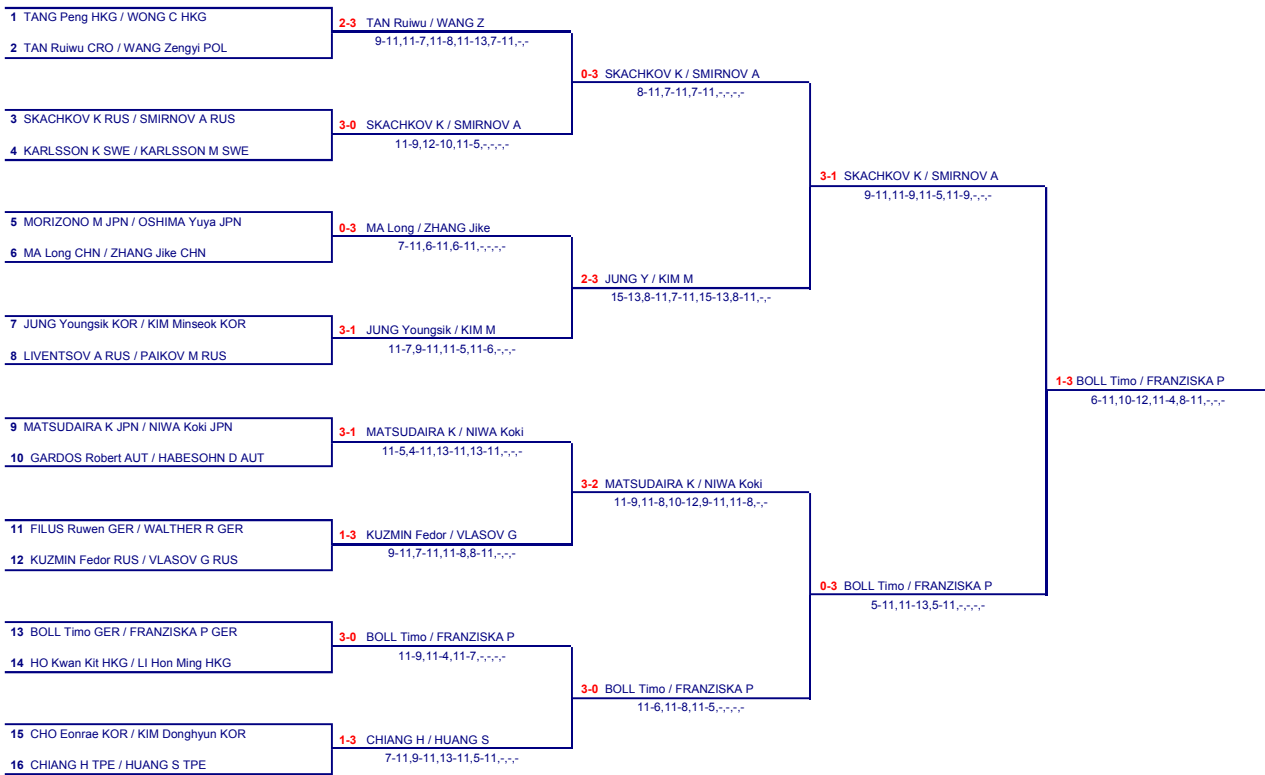 1 TANG Peng HKG / WONG C HKG
2-3 TAN Ruiwu / WANG Z
9-11,11-7,11-8,11-13,7-11,-,-
2 TAN Ruiwu CRO / WANG Zengyi POL
0-3 SKACHKOV K / SMIRNOV A
8-11,7-11,7-11,-,-,-,-
3 SKACHKOV K RUS / SMIRNOV A RUS
3-0 SKACHKOV K / SMIRNOV A
11-9,12-10,11-5,-,-,-,-
4 KARLSSON K SWE / KARLSSON M SWE
3-1 SKACHKOV K / SMIRNOV A
9-11,11-9,11-5,11-9,-,-,-
5 MORIZONO M JPN / OSHIMA Yuya JPN
0-3 MA Long / ZHANG Jike
7-11,6-11,6-11,-,-,-,-
6 MA Long CHN / ZHANG Jike CHN
2-3 JUNG Y / KIM M
15-13,8-11,7-11,15-13,8-11,-,-
7 JUNG Youngsik KOR / KIM Minseok KOR
3-1 JUNG Youngsik / KIM M
11-7,9-11,11-5,11-6,-,-,-
8 LIVENTSOV A RUS / PAIKOV M RUS
1-3 BOLL Timo / FRANZISKA P
6-11,10-12,11-4,8-11,-,-,-
9 MATSUDAIRA K JPN / NIWA Koki JPN
3-1 MATSUDAIRA K / NIWA Koki
11-5,4-11,13-11,13-11,-,-,-
10 GARDOS Robert AUT / HABESOHN D AUT
3-2 MATSUDAIRA K / NIWA Koki
11-9,11-8,10-12,9-11,11-8,-,-
11 FILUS Ruwen GER / WALTHER R GER
1-3 KUZMIN Fedor / VLASOV G
9-11,7-11,11-8,8-11,-,-,-
12 KUZMIN Fedor RUS / VLASOV G RUS
0-3 BOLL Timo / FRANZISKA P
5-11,11-13,5-11,-,-,-,-
13 BOLL Timo GER / FRANZISKA P GER
3-0 BOLL Timo / FRANZISKA P
11-9,11-4,11-7,-,-,-,-
14 HO Kwan Kit HKG / LI Hon Ming HKG
3-0 BOLL Timo / FRANZISKA P
11-6,11-8,11-5,-,-,-,-
15 CHO Eonrae KOR / KIM Donghyun KOR
1-3 CHIANG H / HUANG S
7-11,9-11,13-11,5-11,-,-,-
16 CHIANG H TPE / HUANG S TPE